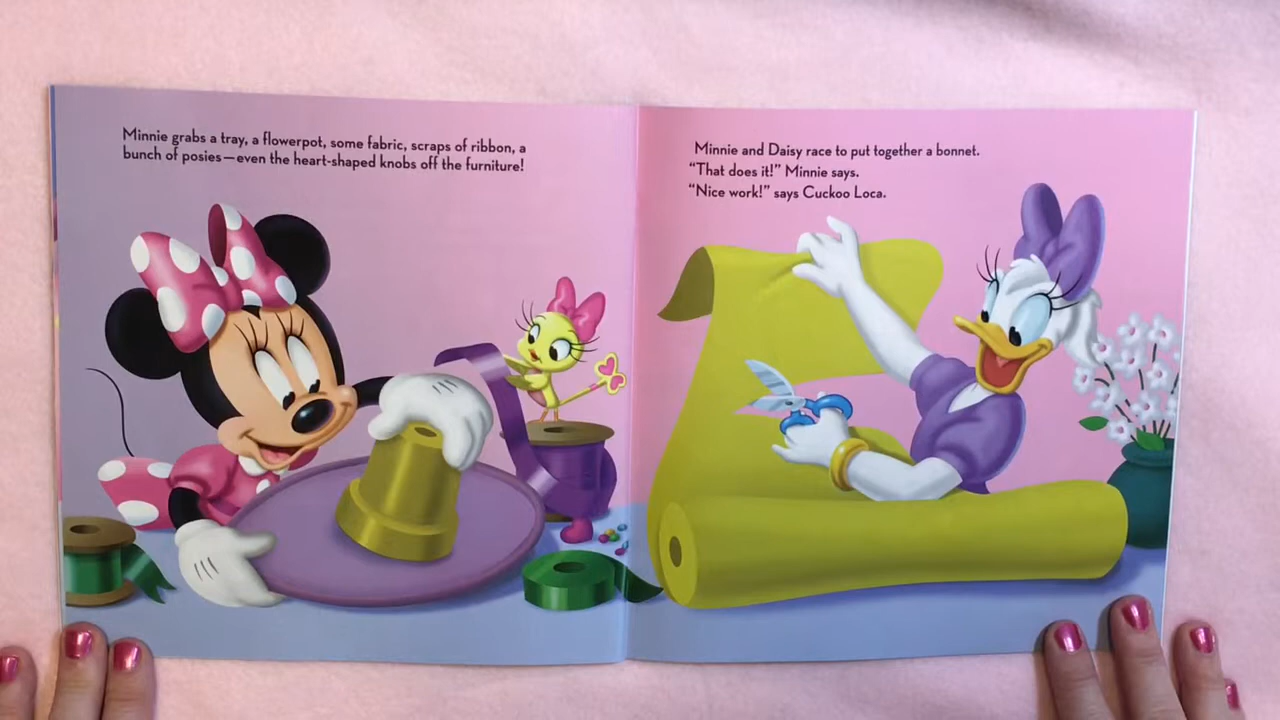 Minnie grabs a tray, a flowerpot, some fabric, scraps of ribbon, a
bunch of posies—even the heart-shaped knobs off the furniture!
Minnie and Daisy race to put together a bonnet.
“That does it!” Minnie says.
“Nice work!” says Cuckoo Loca.